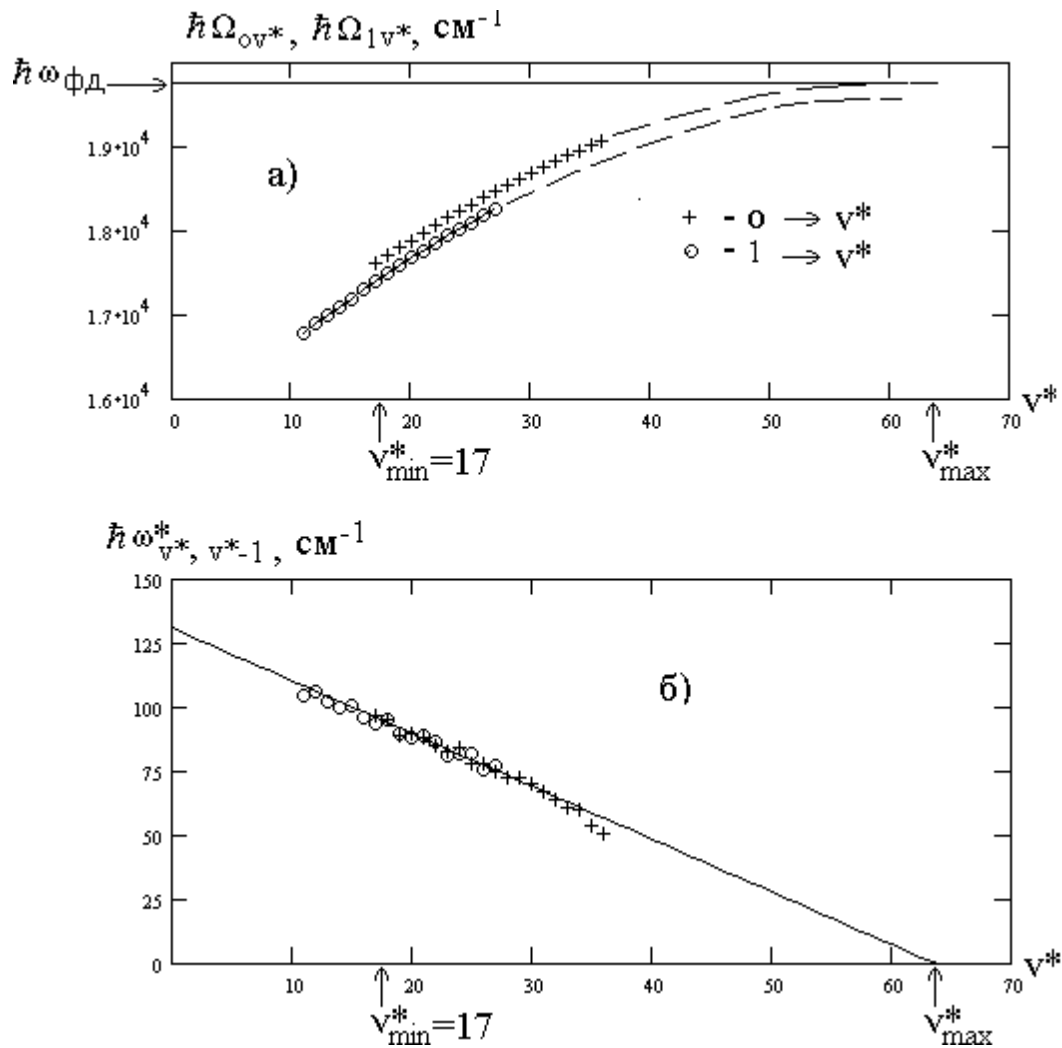 ℏΩ₀ᵥ*, ℏΩ₁ᵥ*, см⁻¹
ℏω фд
1.9•10⁴
а)
+ - 0 → v*
1.8•10⁴
o - 1 → v*
1.7•10⁴
1.6•10⁴
0 10 20 30 40 50 60 70 v*
v*min=17 v*max
ℏω*v*, v*-1, см⁻¹
150
125
б)
100
75
50
25
0
10 20 30 40 50 60 70 v*
v*min=17 v*max